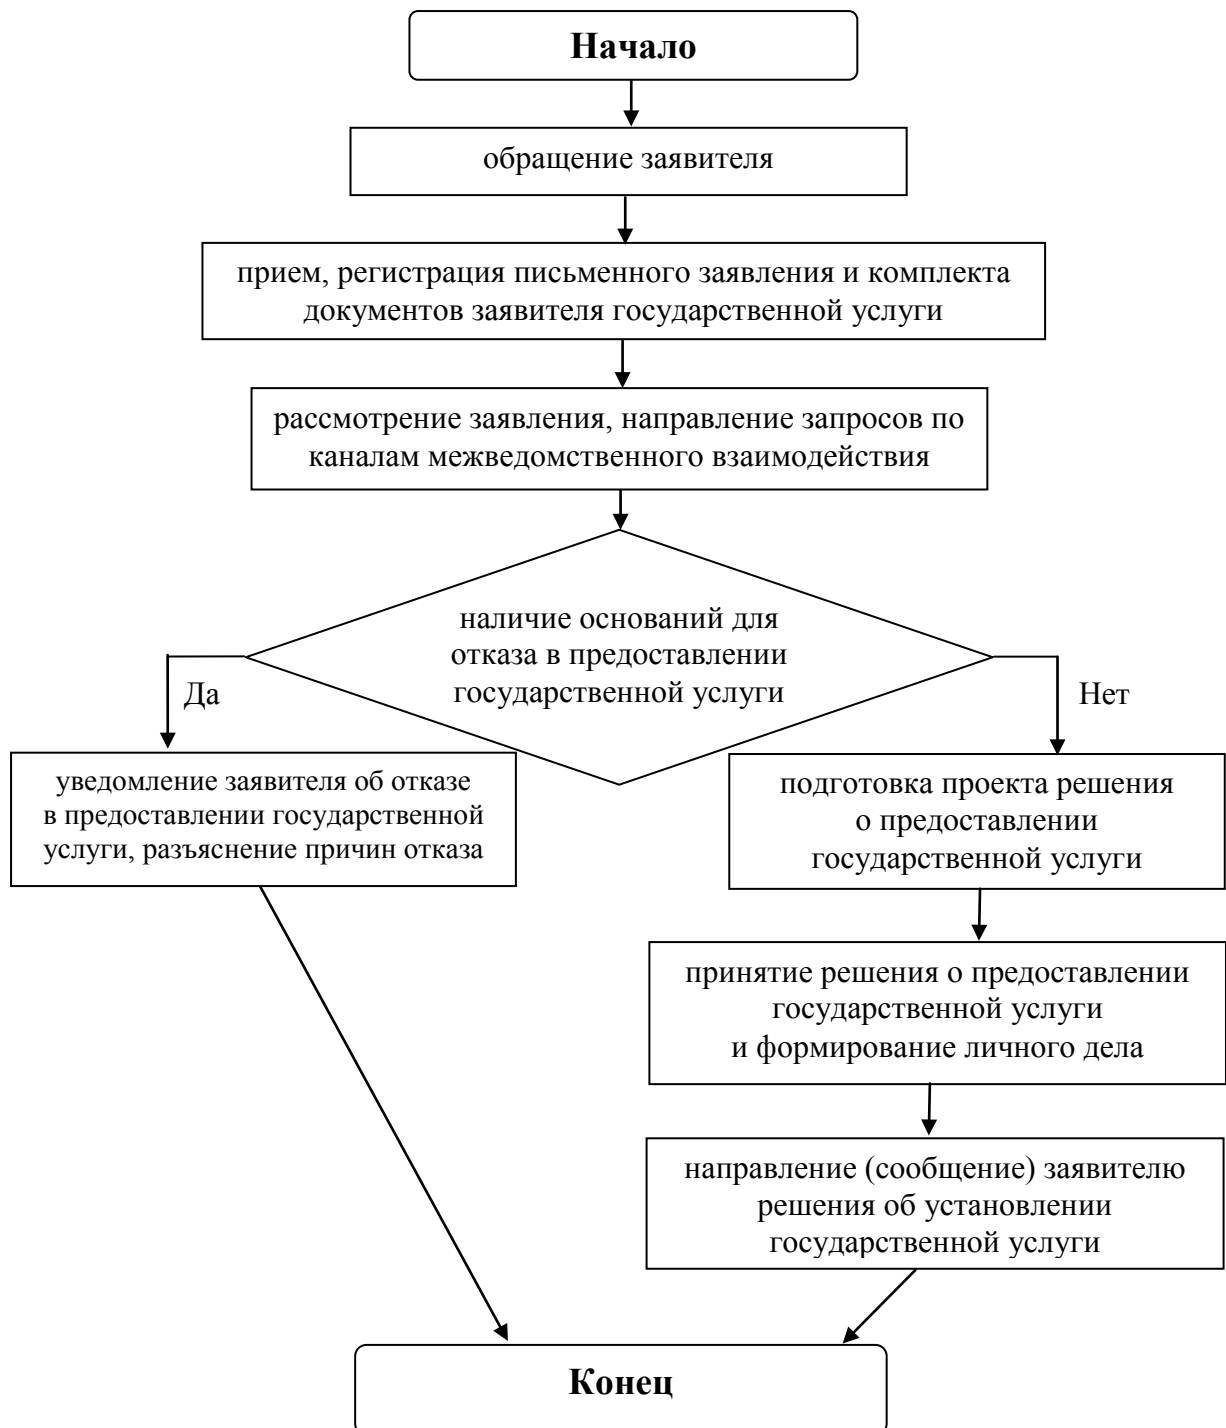 Начало
обращение заявителя
прием, регистрация письменного заявления и комплекта
документов заявителя государственной услуги
рассмотрение заявления, направление запросов по
каналам межведомственного взаимодействия
наличие оснований для
отказа в предоставлении
государственной услуги
Да
Нет
уведомление заявителя об отказе
в предоставлении государственной
услуги, разъяснение причин отказа
подготовка проекта решения
о предоставлении
государственной услуги
принятие решения о предоставлении
государственной услуги
и формирование личного дела
направление (сообщение) заявителю
решения об установлении
государственной услуги
Конец